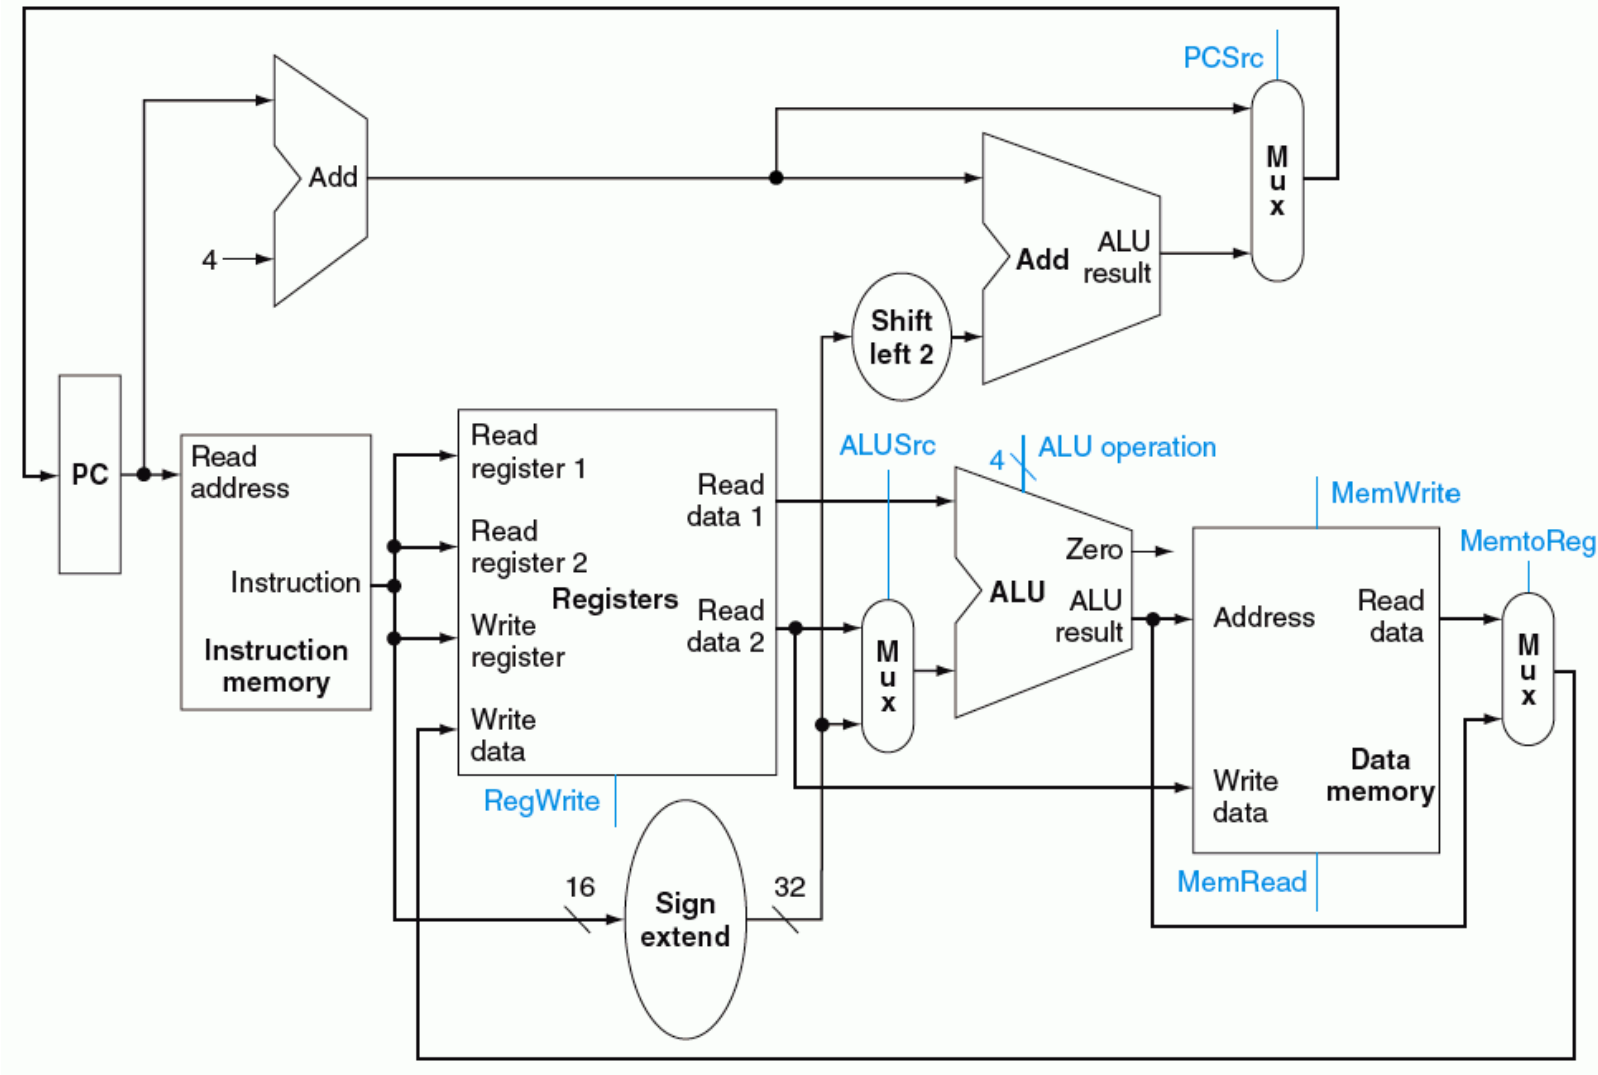 PCSrc
M
u
x
Add
4
Add
ALU
result
Shift
left 2
PC
Read
address
Instruction
Instruction
memory
Read
register 1
Read
register 2
Write
register
Write
data
Registers
Read
data 1
Read
data 2
RegWrite
16
Sign
extend
32
ALUSrc
M
u
x
4
ALU operation
Zero
ALU
ALU
result
MemWrite
Address
Read
data
Write
data
Data
memory
MemRead
MemtoReg
M
u
x